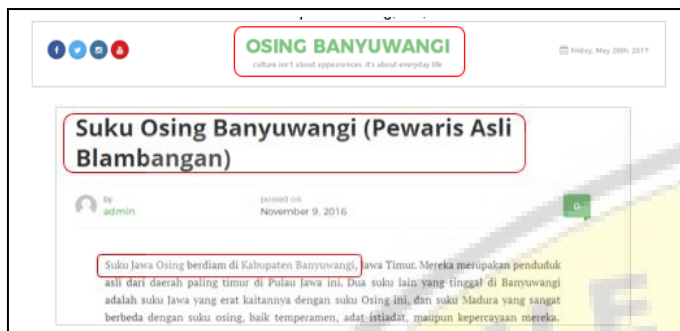 OSING BANYUWANGI
culture isn't about appearances, it's about everyday life
Friday, May 26th, 2017
Suku Osing Banyuwangi (Pewaris Asli
Blambangan)
by
admin
posted on
November 9, 2016
0
Suku Jawa Osing berdiam di Kabupaten Banyuwangi, Jawa Timur. Mereka merupakan penduduk
asli dari daerah paling timur di Pulau Jawa ini. Dua suku lain yang tinggal di Banyuwangi
adalah suku Jawa yang erat kaitannya dengan suku Osing ini, dan suku Madura yang sangat
berbeda dengan suku osing, baik temperamen, adat istiadat, maupun kepercayaan mereka.